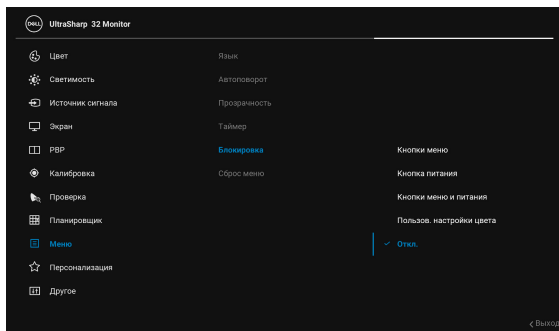 DELL UltraSharp 32 Monitor
Цвет
Язык
Светимость
Автоповорот
Источник сигнала
Прозрачность
Экран
Таймер
PBP
Блокировка
Кнопки меню
Калибровка
Сброс меню
Кнопка питания
Проверка
Кнопки меню и питания
Планировщик
Пользов. настройки цвета
Меню
Откл.
Персонализация
Другое
Выход